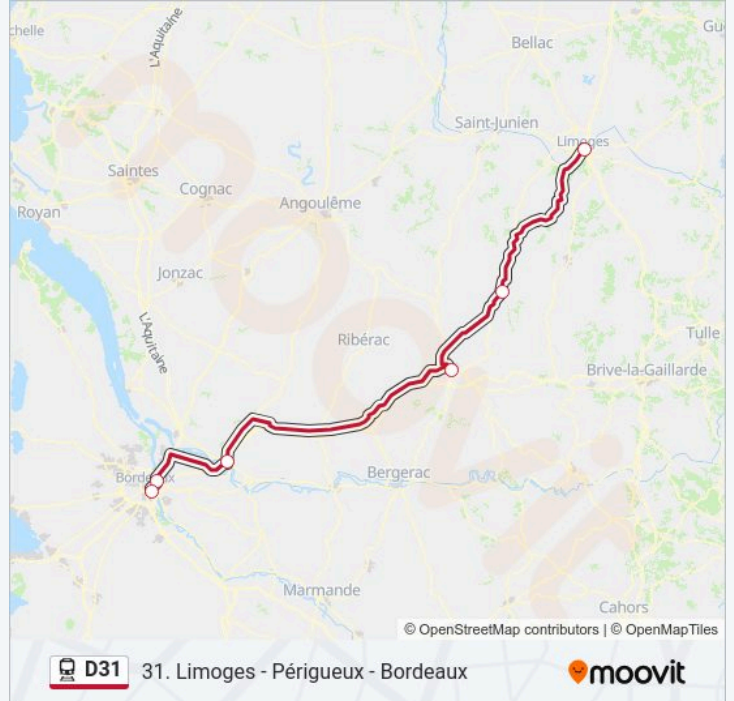 chelle
L'Aquitaine
Bellac
Gu
Saint-Junien
Limoges
Saintes
Cognac
Royan
Angoulême
Jonzac
L'Aquitaine
Ribérac
Tulle
Brive-la-Gaillarde
Bergerac
Bordeaux
Marmande
Cahors
moovit
© OpenStreetMap contributors | © OpenMapTiles
D31 31. Limoges - Périgueux - Bordeaux moovit